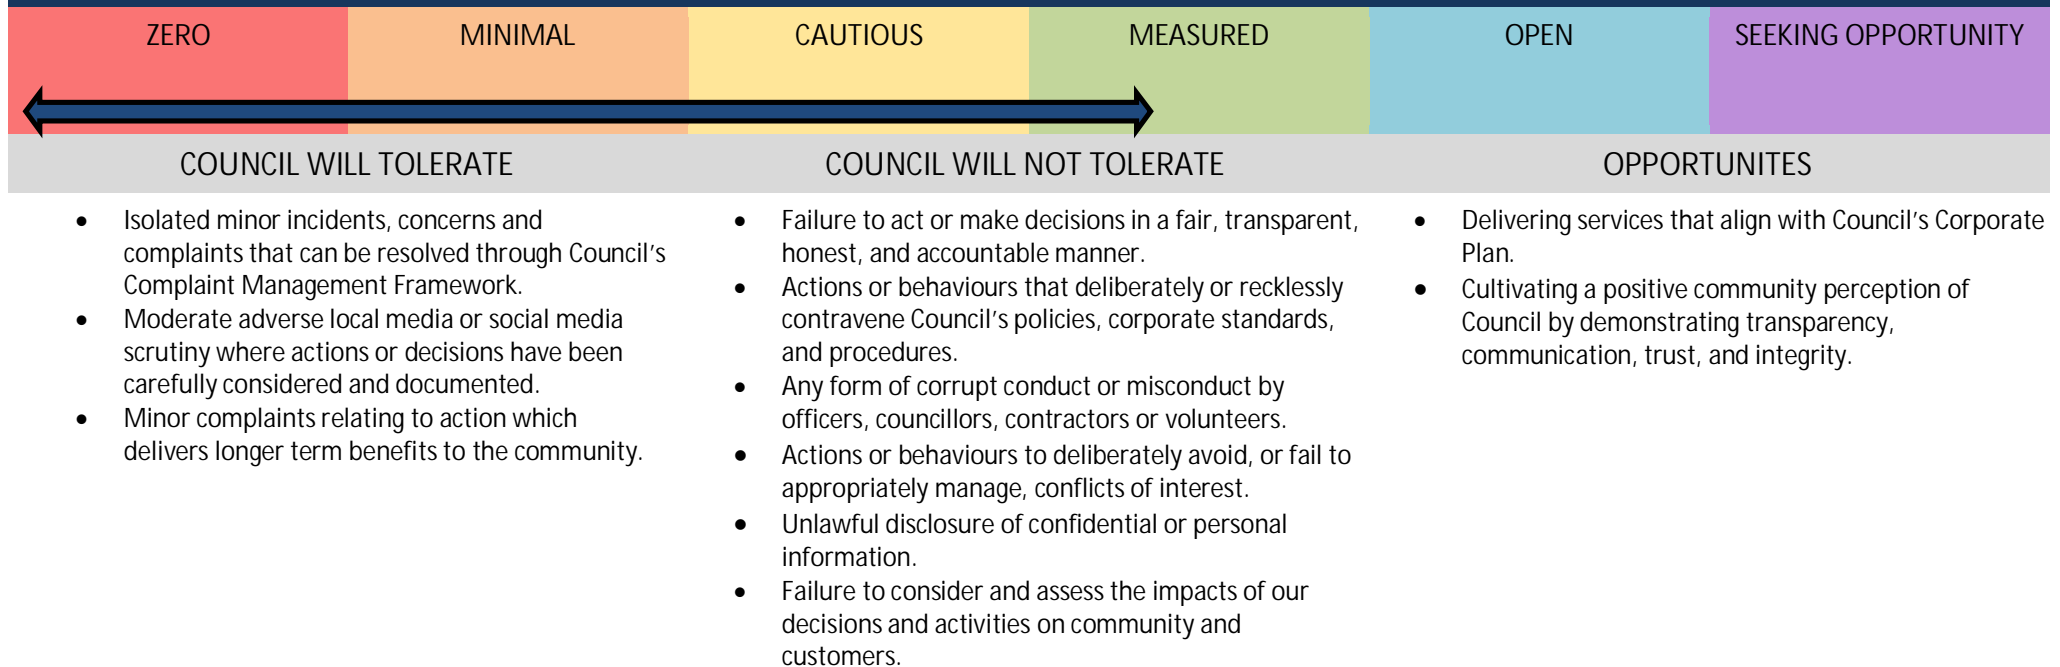 ZERO
MINIMAL
CAUTIOUS
MEASURED
OPEN
SEEKING OPPORTUNITY
COUNCIL WILL TOLERATE
• Isolated minor incidents, concerns and
complaints that can be resolved through Council's
Complaint Management Framework.
• Moderate adverse local media or social media
scrutiny where actions or decisions have been
carefully considered and documented.
• Minor complaints relating to action which
delivers longer term benefits to the community.
COUNCIL WILL NOT TOLERATE
• Failure to act or make decisions in a fair, transparent,
honest, and accountable manner.
• Actions or behaviours that deliberately or recklessly
contravene Council's policies, corporate standards,
and procedures.
• Any form of corrupt conduct or misconduct by
officers, councillors, contractors or volunteers.
• Actions or behaviours to deliberately avoid, or fail to
appropriately manage, conflicts of interest.
• Unlawful disclosure of confidential or personal
information.
• Failure to consider and assess the impacts of our
decisions and activities on community and
customers.
OPPORTUNITES
• Delivering services that align with Council's Corporate
Plan.
• Cultivating a positive community perception of
Council by demonstrating transparency,
communication, trust, and integrity.